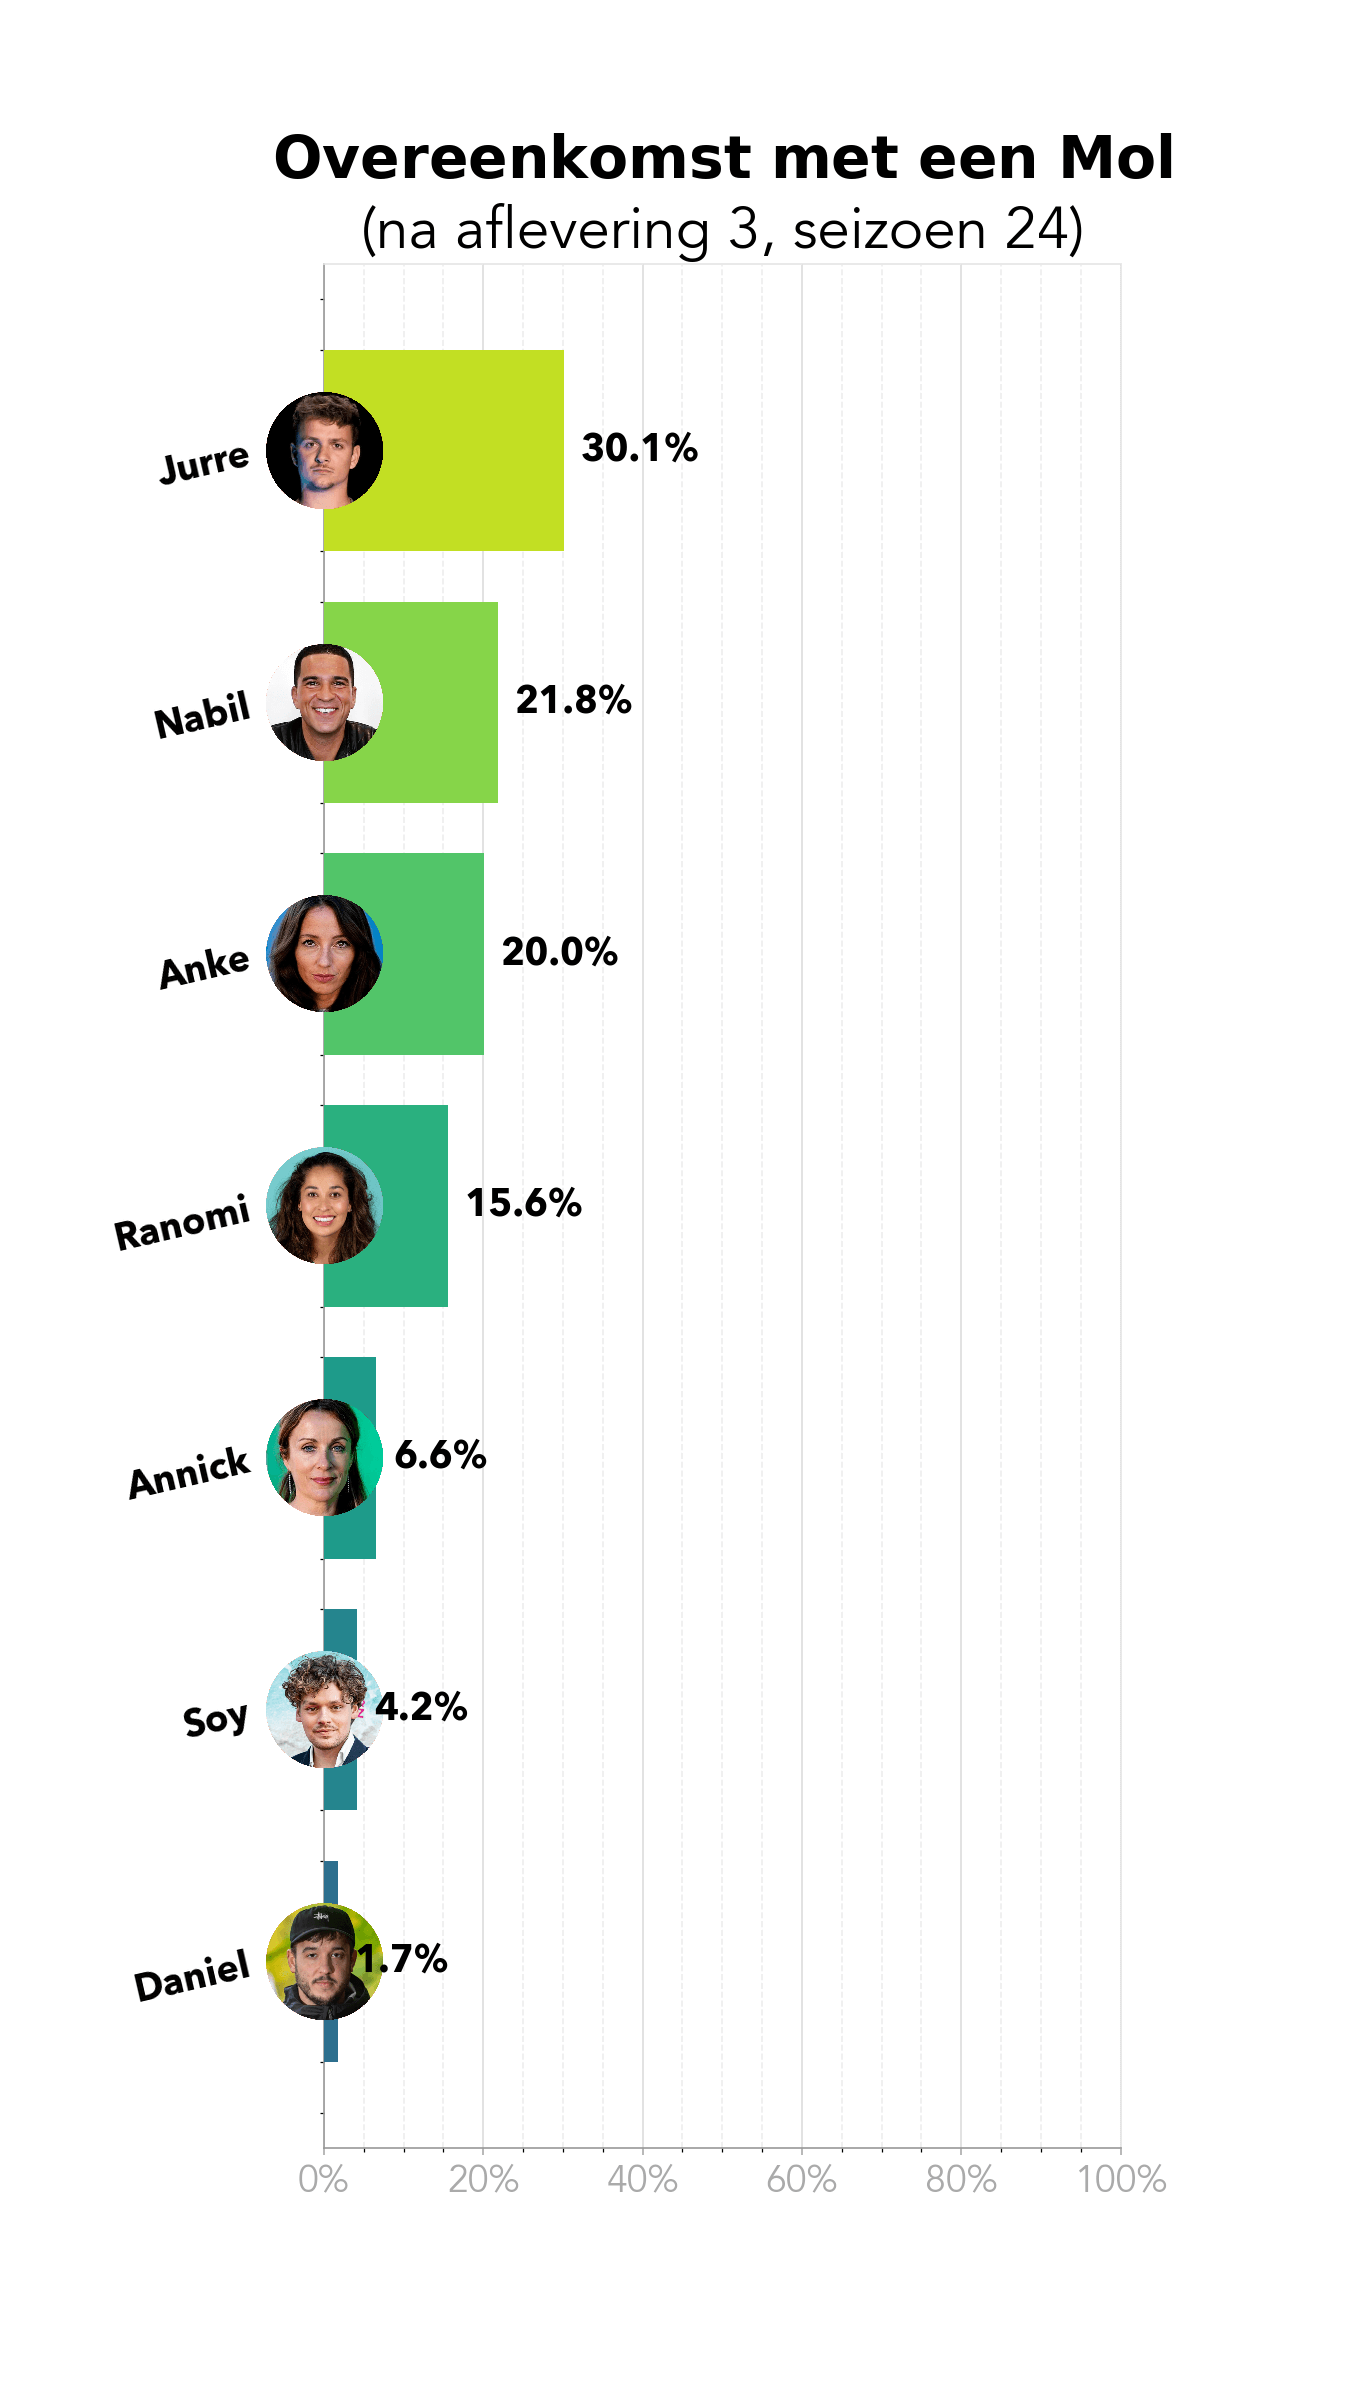 Overeenkomst met een Mol
(na aflevering 3, seizoen 24)
Jurre 30.1%
Nabil 21.8%
Anke 20.0%
Ranomi 15.6%
Annick 6.6%
Soy 4.2%
Daniel 1.7%
0% 20% 40% 60% 80% 100%